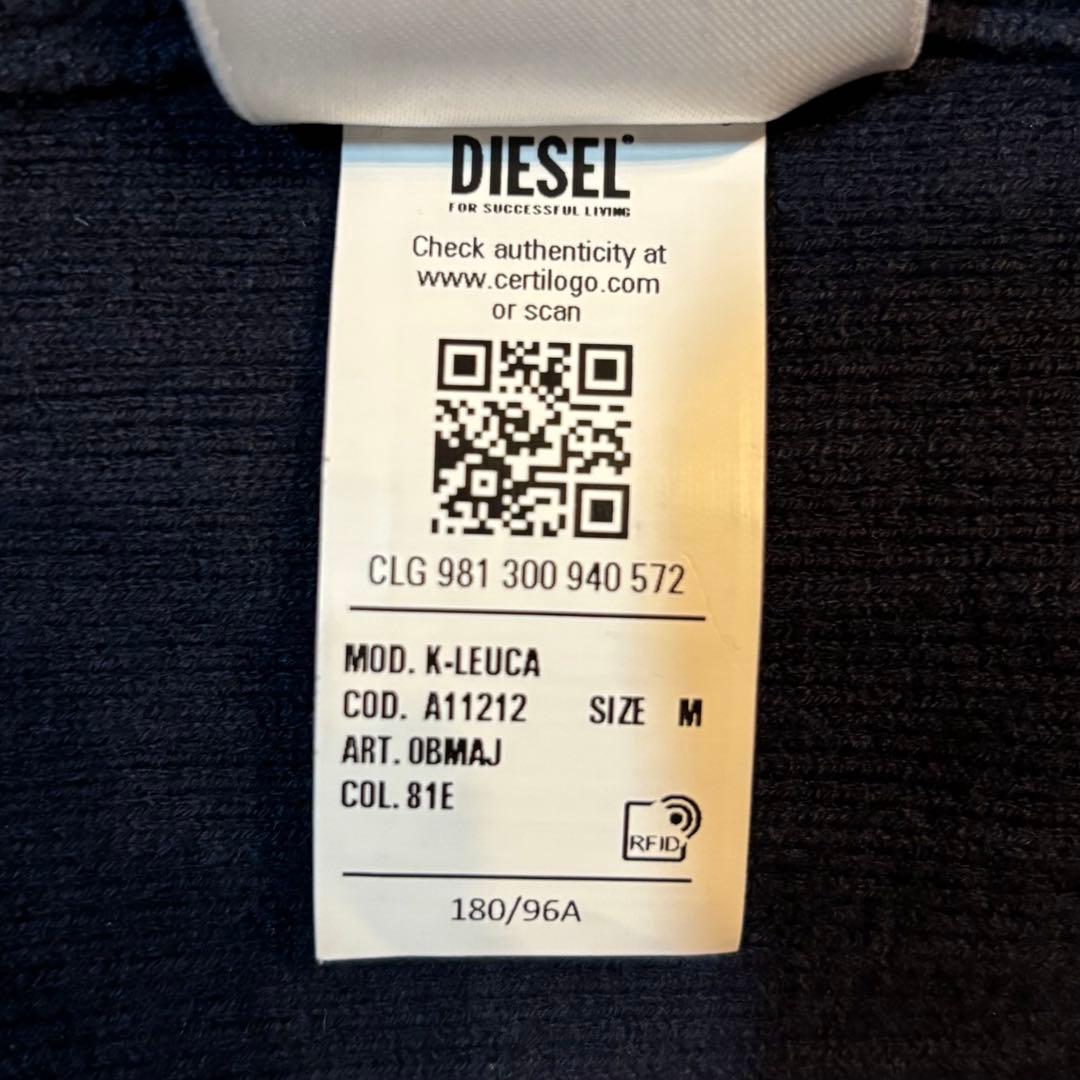 DIESEL®
FOR SUCCESSFUL LIVING
Check authenticity at
www.certilogo.com
or scan
CLG 981 300 940 572
MOD. K-LEUCA
COD. A11212 SIZE M
ART. 0BMAJ
COL. 81E
RFID
180/96A